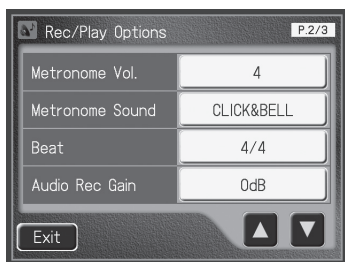 Rec/Play Options P.2/3
Metronome Vol. 4
Metronome Sound CLICK&BELL
Beat 4/4
Audio Rec Gain 0dB
Exit